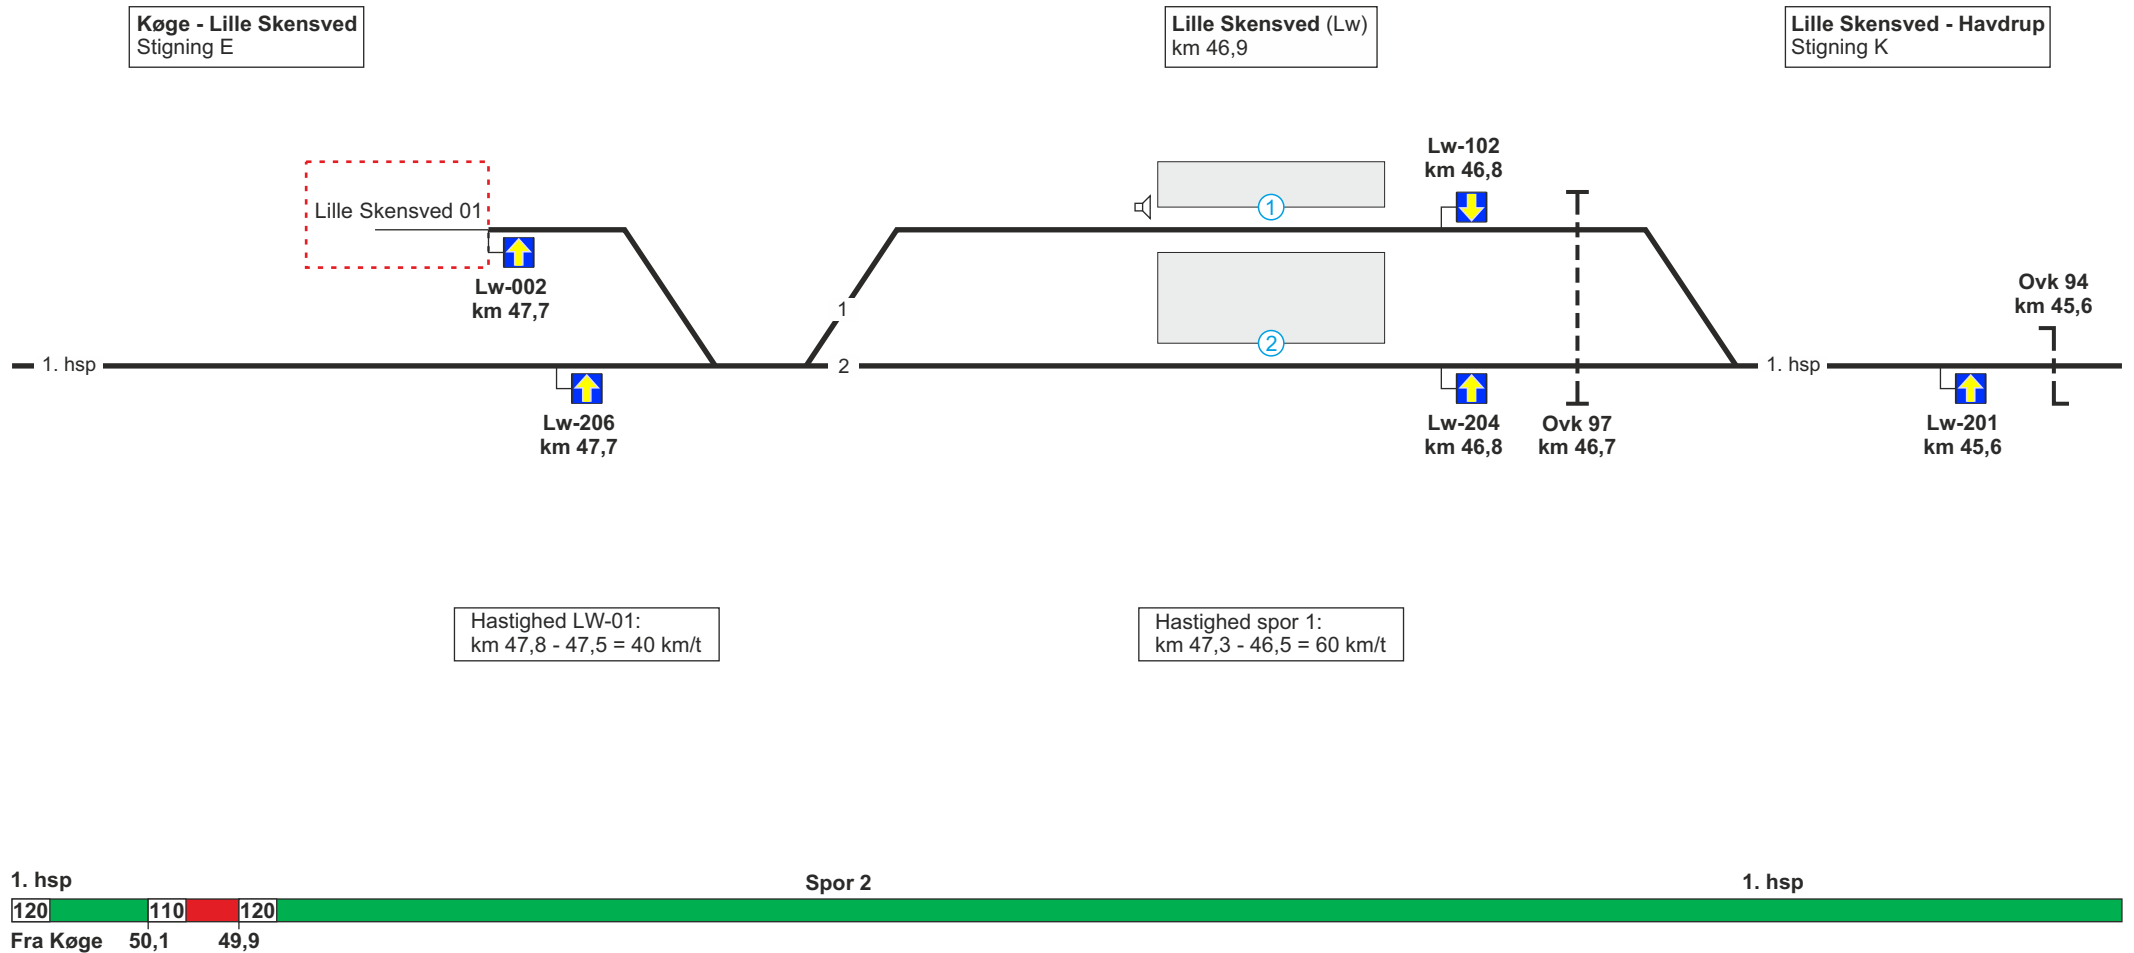 Køge - Lille Skensved
Stigning E
Lille Skensved (Lw)
km 46,9
Lille Skensved - Havdrup
Stigning K
Lw-102
km 46,8
Lille Skensved 01
1
Lw-002
km 47,7
Ovk 94
km 45,6
1
2
1. hsp
2
1. hsp
Lw-206
km 47,7
Lw-204
km 46,8
Ovk 97
km 46,7
Lw-201
km 45,6
Hastighed LW-01:
km 47,8 - 47,5 = 40 km/t
Hastighed spor 1:
km 47,3 - 46,5 = 60 km/t
1. hsp
Spor 2
1. hsp
120
110
120
Fra Køge
50,1
49,9